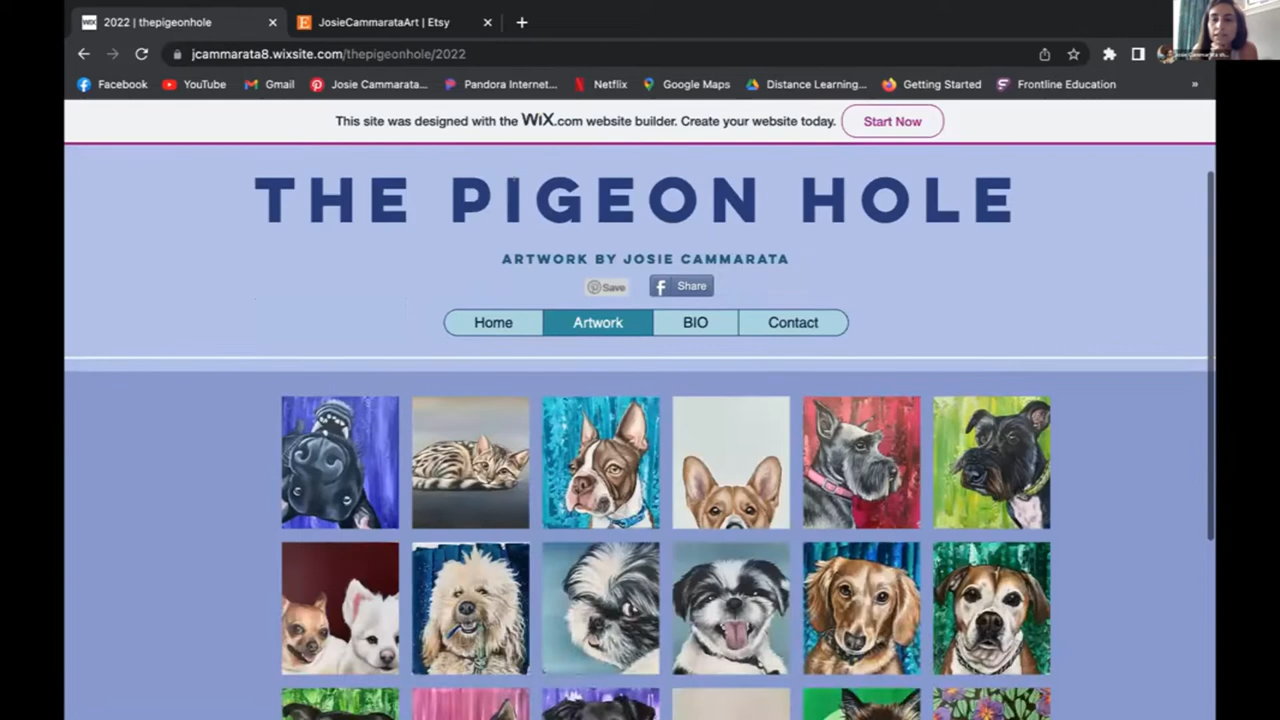 2022 | thepigeonhole
JosieCammarataArt | Etsy
jcammarata8.wixsite.com/thepigeonhole/2022
Facebook
YouTube
Gmail
Josie Cammarata...
Pandora Internet...
Netflix
Google Maps
Distance Learning...
Getting Started
Frontline Education
This site was designed with the WiX.com website builder. Create your website today.
Start Now
THE PIGEON HOLE
ARTWORK BY JOSIE CAMMARATA
Save
Share
Home
Artwork
BIO
Contact